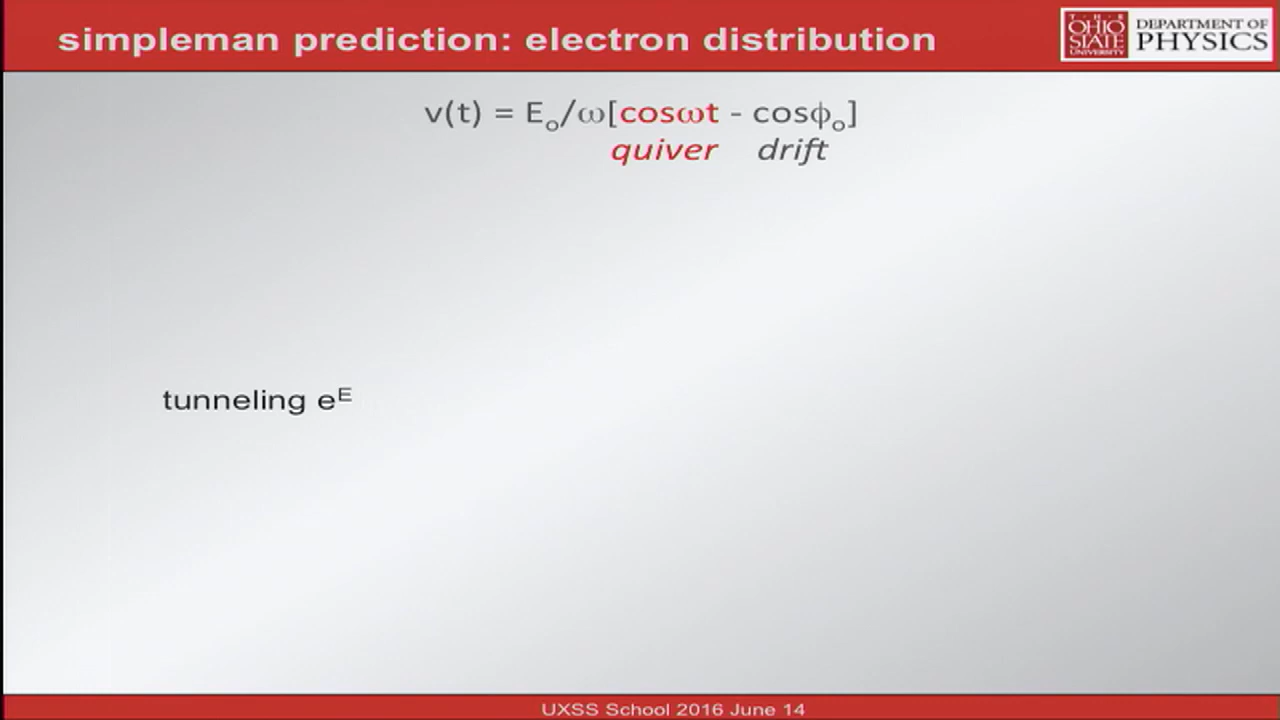 simpleman prediction: electron distribution
THE
OHIO
STATE
UNIVERSITY
DEPARTMENT OF
PHYSICS
v(t) = Eₒ/ω[cosωt - cosϕₒ]
quiver drift
tunneling eᴱ
UXSS School 2016 June 14